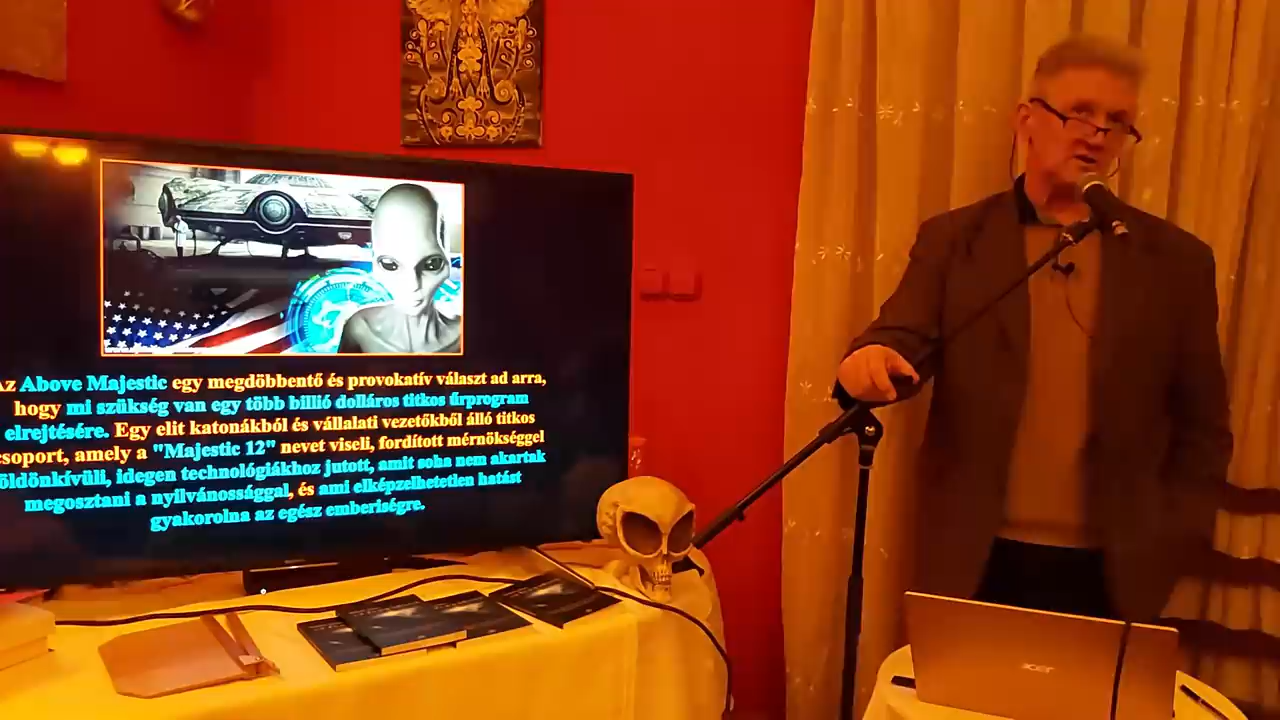 Az Above Majestic egy megdöbbentő és provokatív választ ad arra,
hogy mi szükség van egy több billió dolláros titkos űrprogram
elrejtésére. Egy elit katonákból és vállalati vezetőkből álló titkos
csoport, amely a "Majestic 12" nevet viseli, fordított mérnökséggel
földönkívüli, idegen technológiákhoz jutott, amit soha nem akartak
megosztani a nyilvánossággal, és ami elképzelhetetlen hatást
gyakorolna az egész emberiségre.
acer